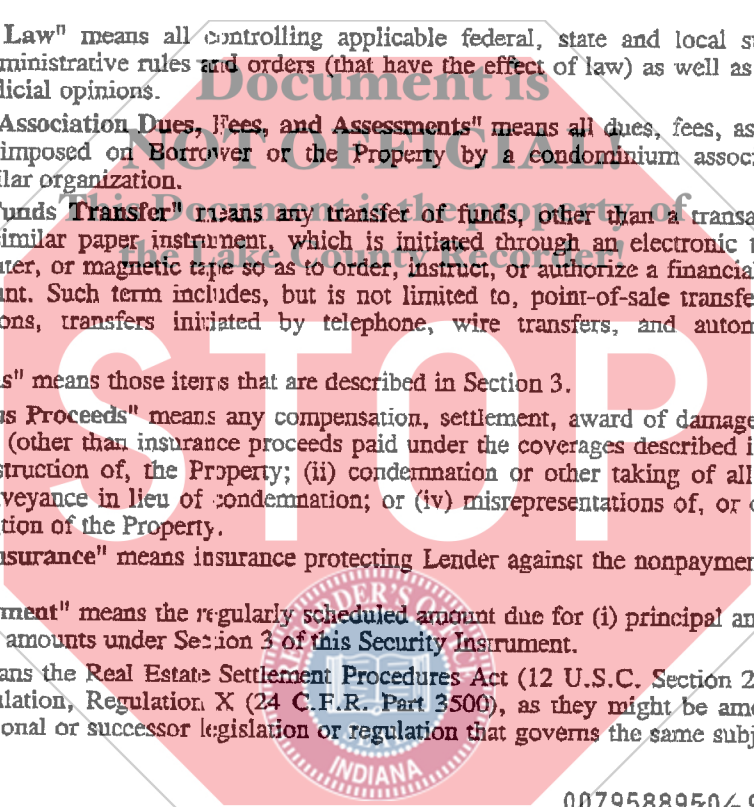 Law" means all controlling applicable federal, state and local
ministrative rules and orders (that have the effect of law) as well as
dicial opinions.
Document is
Association Dues, Fees, and Assessments" means all dues, fees, as
NOT OFFICIAL!
imposed on Borrower or the Property by a condominium assoc
lar organization.
This Document is the property of
unds Transfer" means any transfer of funds, other than a transa
imilar paper instrument, which is initiated through an electronic t
the Lake County Recorder!
ter, or magnetic tape so as to order, instruct, or authorize a financial
nt. Such term includes, but is not limited to, point-of-sale transfe
ons, transfers initiated by telephone, wire transfers, and autom
STOP
s" means those items that are described in Section 3.
us Proceeds" means any compensation, settlement, award of damage
(other than insurance proceeds paid under the coverages described i
struction of, the Property; (ii) condemnation or other taking of all
veyance in lieu of condemnation; or (iv) misrepresentations of, or
tion of the Property.
nsurance" means insurance protecting Lender against the nonpaymen
ment" means the regularly scheduled amount due for (i) principal an
amounts under Section 3 of this Security Instrument.
ans the Real Estate Settlement Procedures Act (12 U.S.C. Section 2
ulation, Regulation X (24 C.F.R. Part 3500), as they might be ame
onal or successor legislation or regulation that governs the same subj
INDIANA